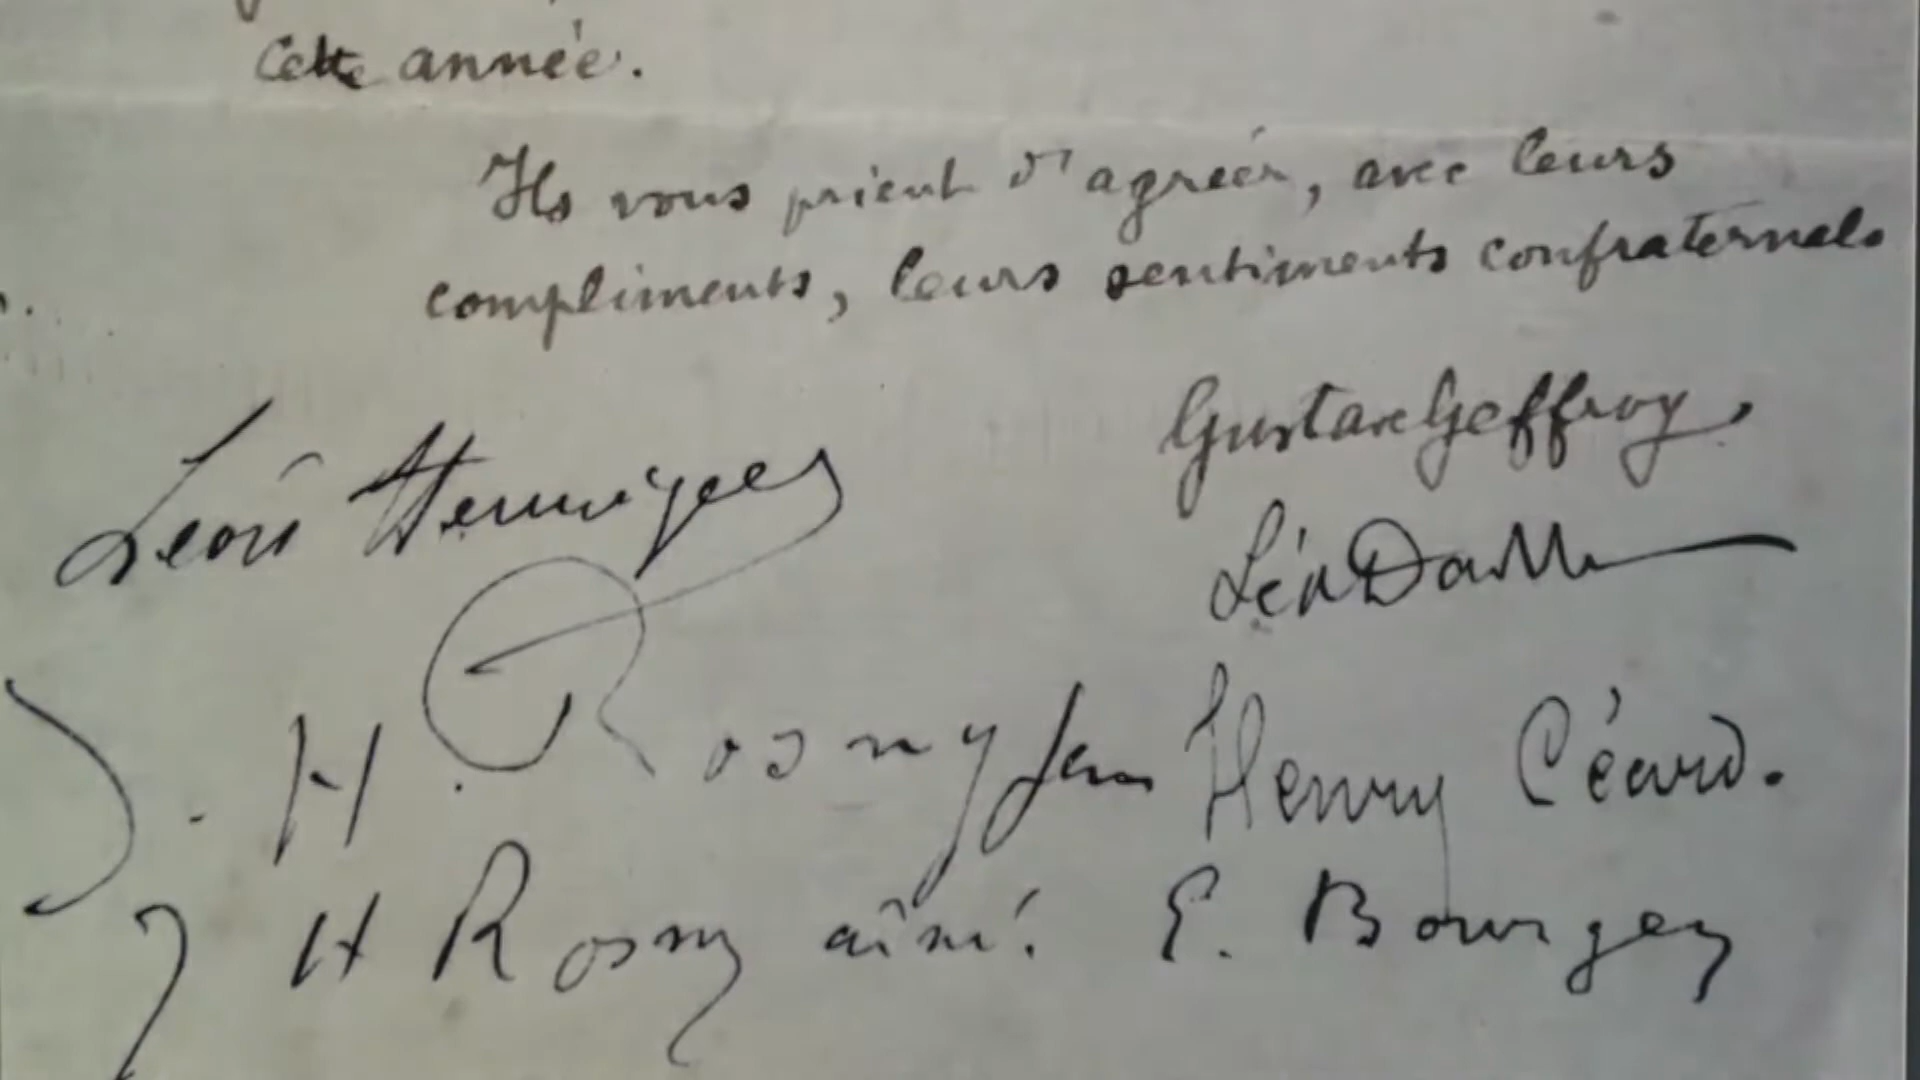 Cette année.
Ils vous prient d'agréer, avec leurs
compliments, leurs sentiments confraternels
Gustave Geffroy
Léon Hennique
Léon Daudet
J. H. Rosny jeune
Henry Céard.
J H Rosny aîné.
E. Bourges